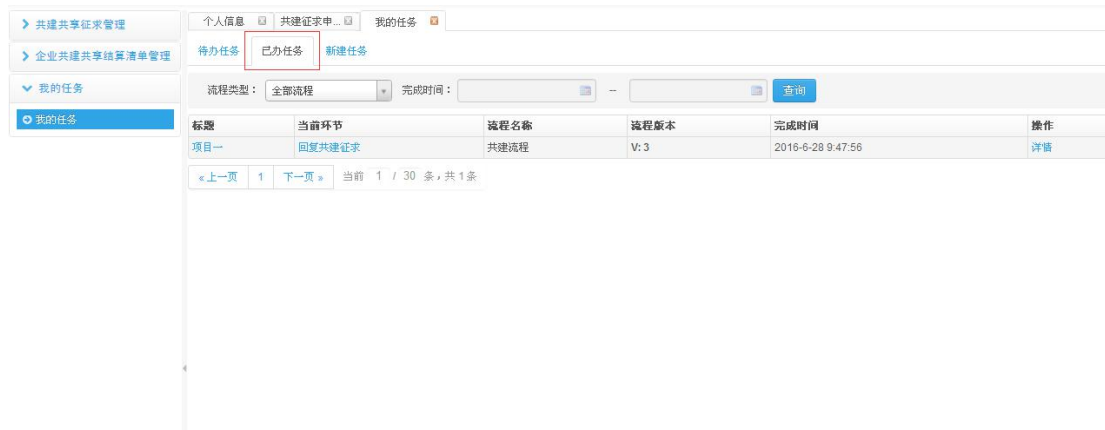 共建共享征求管理
企业共建共享结算清单管理
我的任务
我的任务
个人信息 共建征求申... 我的任务
待办任务 已办任务 新建任务
流程类型： 全部流程 完成时间： -- 查询
标题 当前环节 流程名称 流程版本 完成时间 操作
项目一 回复共建征求 共建流程 V: 3 2016-6-28 9:47:56 详情
«上一页 1 下一页» 当前 1 / 30 条，共1条